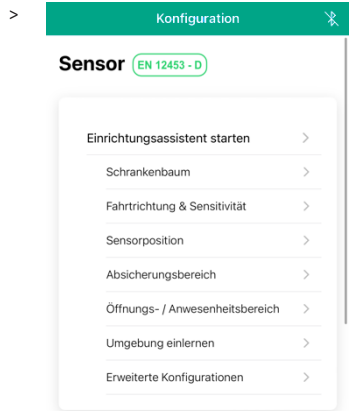 >
Konfiguration
Sensor EN 12453 - D
Einrichtungsassistent starten
Schrankenbaum
Fahrtrichtung & Sensitivität
Sensorposition
Absicherungsbereich
Öffnungs- / Anwesenheitsbereich
Umgebung einlernen
Erweiterte Konfigurationen